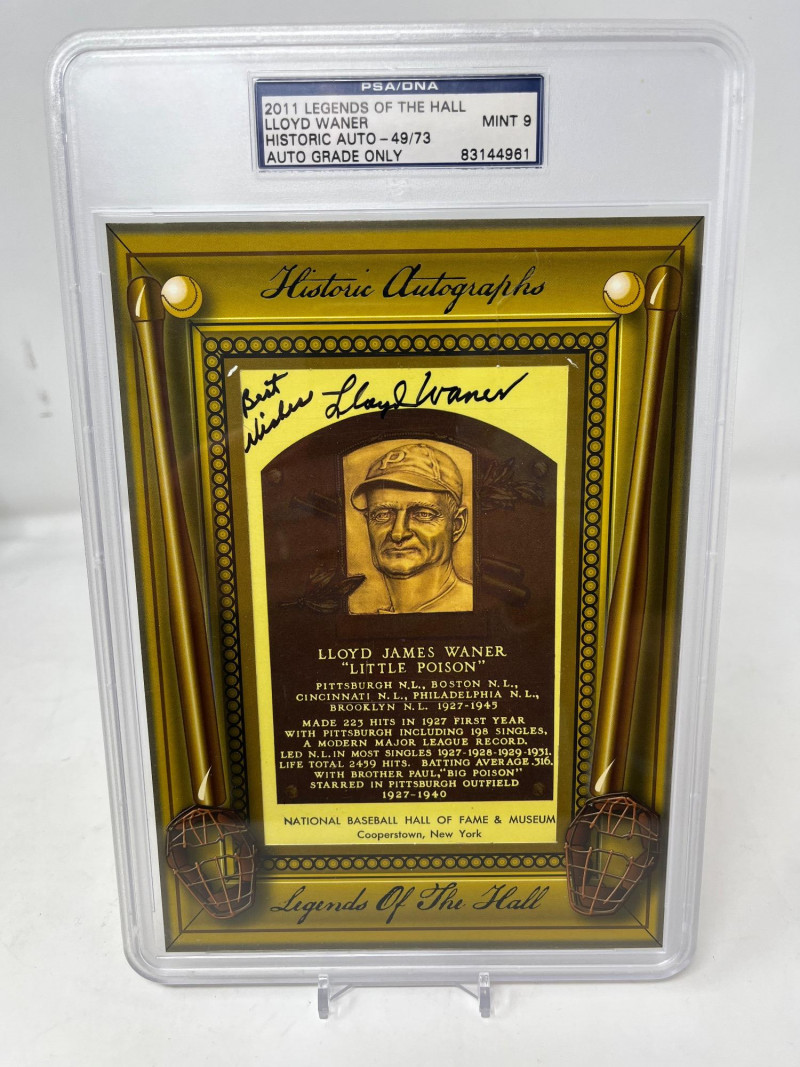 PSA/DNA
2011 LEGENDS OF THE HALL
LLOYD WANER MINT 9
HISTORIC AUTO - 49/73
AUTO GRADE ONLY 83144961
Historic Autographs
Best Wishes Lloyd Waner
P
LLOYD JAMES WANER
"LITTLE POISON"
PITTSBURGH N.L., BOSTON N.L.,
CINCINNATI N.L., PHILADELPHIA N.L.,
BROOKLYN N.L. 1927-1945
MADE 223 HITS IN 1927 FIRST YEAR
WITH PITTSBURGH INCLUDING 198 SINGLES,
A MODERN MAJOR LEAGUE RECORD.
LED N.L. IN MOST SINGLES 1927-1928-1929-1931.
LIFE TOTAL 2459 HITS. BATTING AVERAGE .316.
WITH BROTHER PAUL, "BIG POISON"
STARRED IN PITTSBURGH OUTFIELD
1927-1940
NATIONAL BASEBALL HALL OF FAME & MUSEUM
Cooperstown, New York
Legends Of The Hall